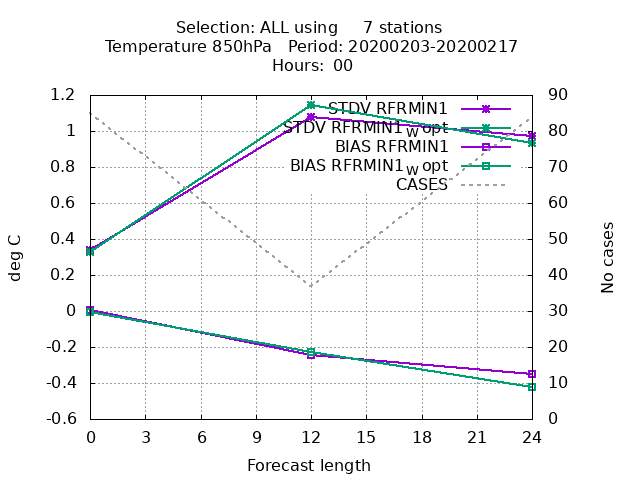 Selection: ALL using 7 stations
Temperature 850hPa Period: 20200203-20200217
Hours: 00
STDV RFRMIN1
STDV RFRMIN1w opt
BIAS RFRMIN1
BIAS RFRMIN1w opt
CASES
1.2
1
0.8
0.6
0.4
0.2
0
-0.2
-0.4
-0.6
deg C
90
80
70
60
50
40
30
20
10
0
No cases
0 3 6 9 12 15 18 21 24
Forecast length